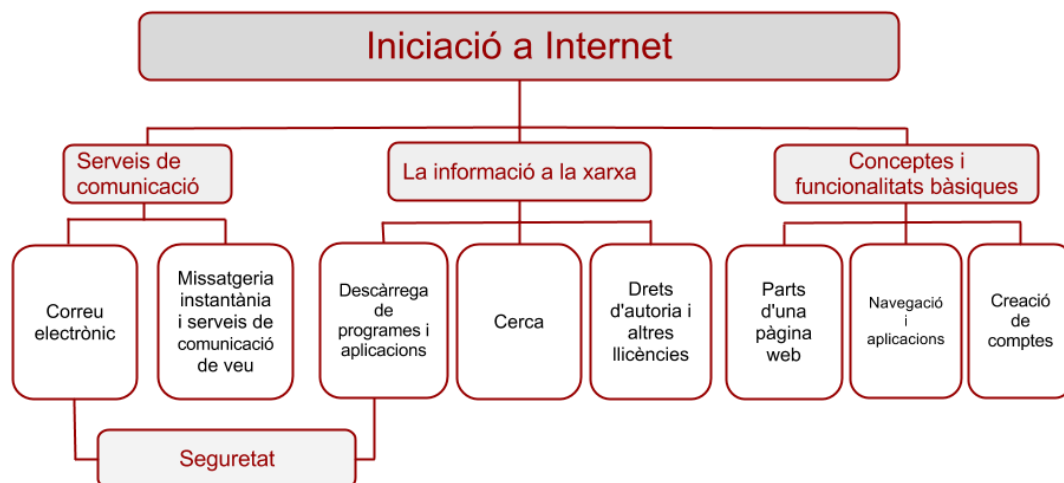 Iniciació a Internet
Serveis de
comunicació
La informació a la xarxa
Conceptes i
funcionalitats bàsiques
Correu
electrònic
Missatgeria
instantània
i serveis de
comunicació
de veu
Descàrrega
de
programes i
aplicacions
Cerca
Drets
d'autoria i
altres
llicències
Parts
d'una
pàgina
web
Navegació
i
aplicacions
Creació
de
comptes
Seguretat